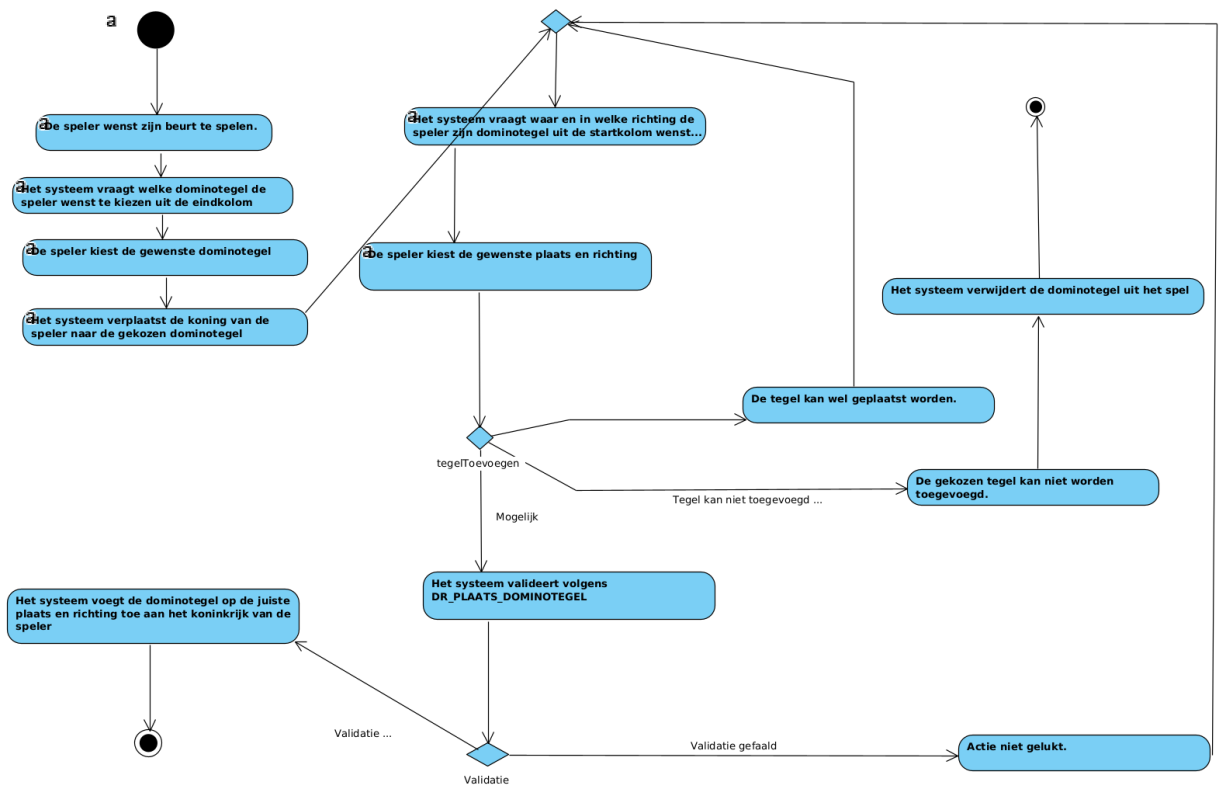 a
a
De speler wenst zijn beurt te spelen.
a
Het systeem vraagt welke dominotegel de
speler wenst te kiezen uit de eindkolom
a
De speler kiest de gewenste dominotegel
a
Het systeem verplaatst de koning van de
speler naar de gekozen dominotegel
a
Het systeem vraagt waar en in welke richting de
speler zijn dominotegel uit de startkolom wenst...
a
De speler kiest de gewenste plaats en richting
Het systeem verwijdert de dominotegel uit het spel
De tegel kan wel geplaatst worden.
tegelToevoegen
De gekozen tegel kan niet worden
toegevoegd.
Tegel kan niet toegevoegd ...
Mogelijk
Het systeem valideert volgens
DR_PLAATS_DOMINOTEGEL
Het systeem voegt de dominotegel op de juiste
plaats en richting toe aan het koninkrijk van de
speler
Validatie ...
Validatie gefaald
Actie niet gelukt.
Validatie